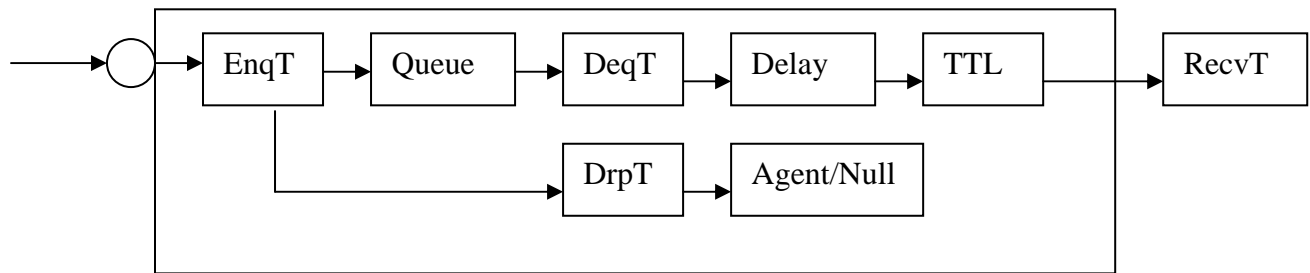 EnqT
Queue
DeqT
Delay
TTL
RecvT
DrpT
Agent/Null